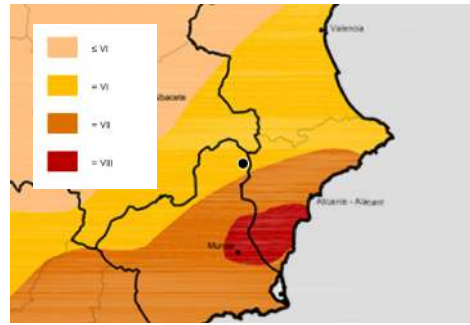 Valencia
≤ VI
= VI
Albacete
= VII
= VIII
Alicante - Alacant
Murcia